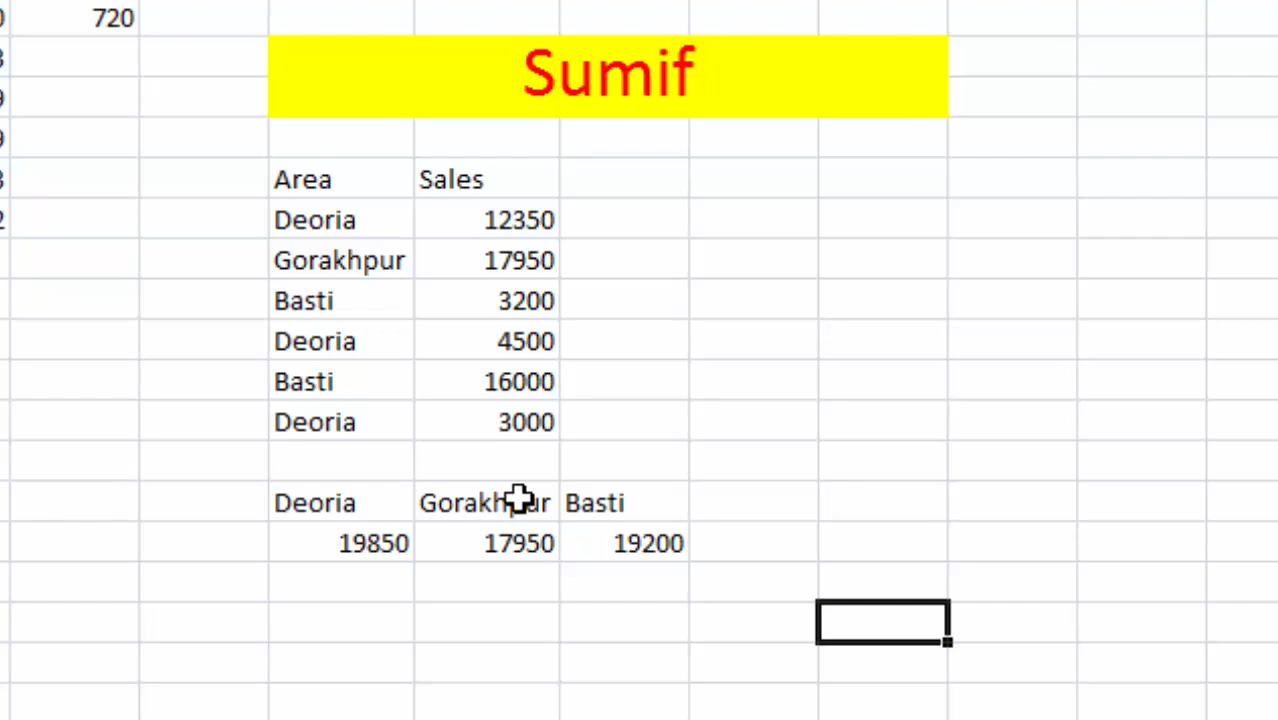 720
Sumif
Area Sales
Deoria 12350
Gorakhpur 17950
Basti 3200
Deoria 4500
Basti 16000
Deoria 3000
Deoria Gorakhpur Basti
19850 17950 19200